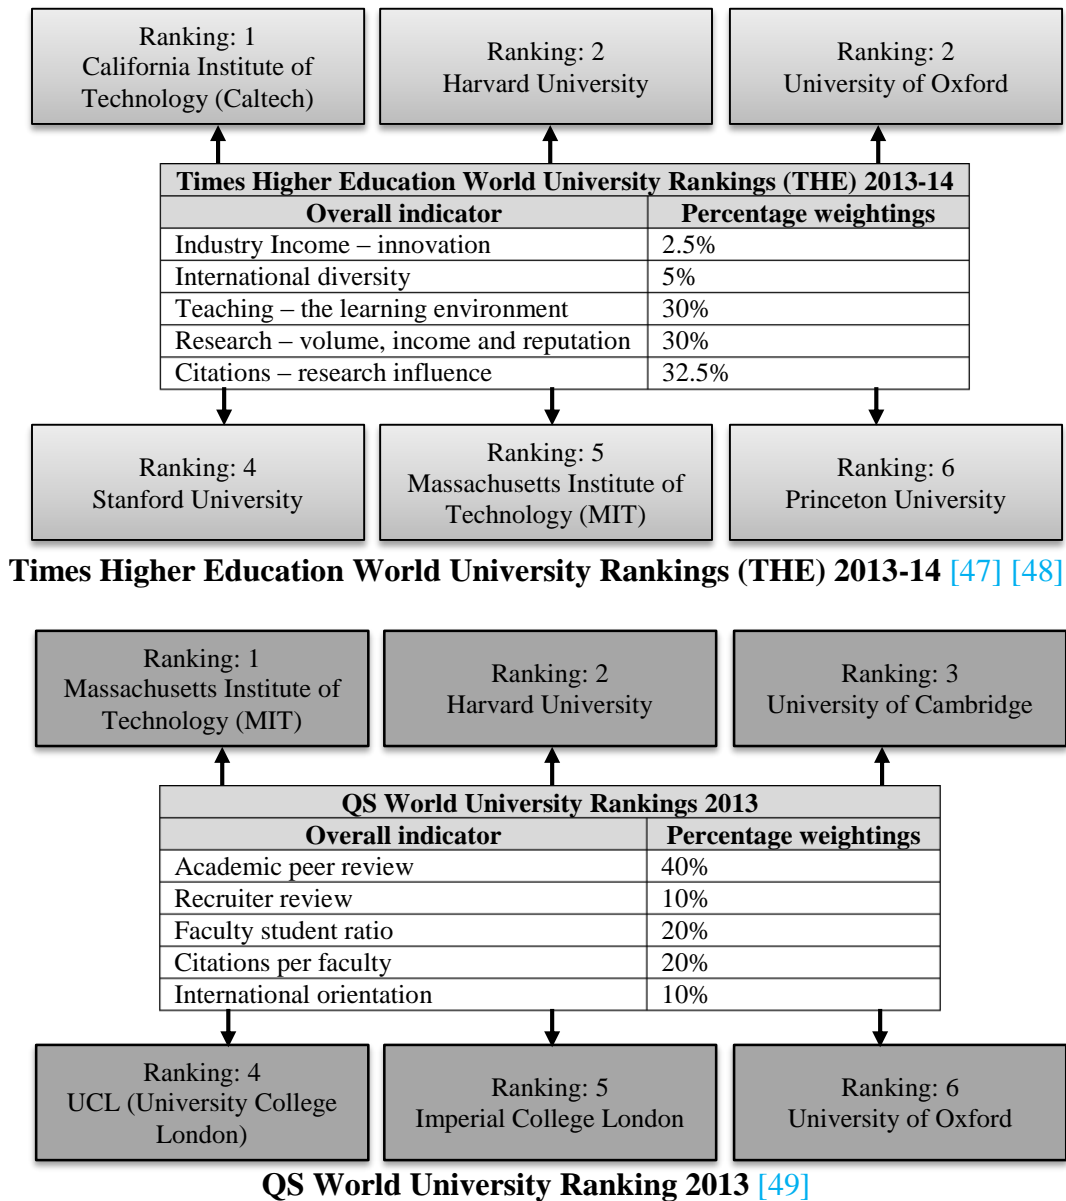 Ranking: 1
California Institute of
Technology (Caltech)
Ranking: 2
Harvard University
Ranking: 2
University of Oxford
Times Higher Education World University Rankings (THE) 2013-14
Overall indicator Percentage weightings
Industry Income – innovation 2.5%
International diversity 5%
Teaching – the learning environment 30%
Research – volume, income and reputation 30%
Citations – research influence 32.5%
Ranking: 4
Stanford University
Ranking: 5
Massachusetts Institute of
Technology (MIT)
Ranking: 6
Princeton University
Times Higher Education World University Rankings (THE) 2013-14 [47] [48]
Ranking: 1
Massachusetts Institute of
Technology (MIT)
Ranking: 2
Harvard University
Ranking: 3
University of Cambridge
QS World University Rankings 2013
Overall indicator Percentage weightings
Academic peer review 40%
Recruiter review 10%
Faculty student ratio 20%
Citations per faculty 20%
International orientation 10%
Ranking: 4
UCL (University College
London)
Ranking: 5
Imperial College London
Ranking: 6
University of Oxford
QS World University Ranking 2013 [49]